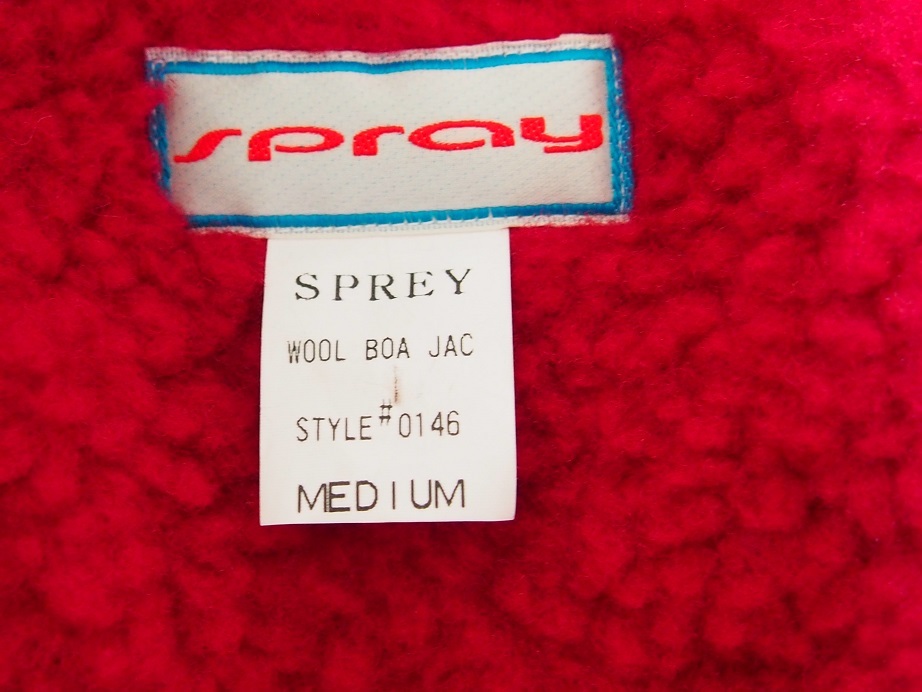 spray
SPREY
WOOL BOA JAC
STYLE#0146
MEDIUM